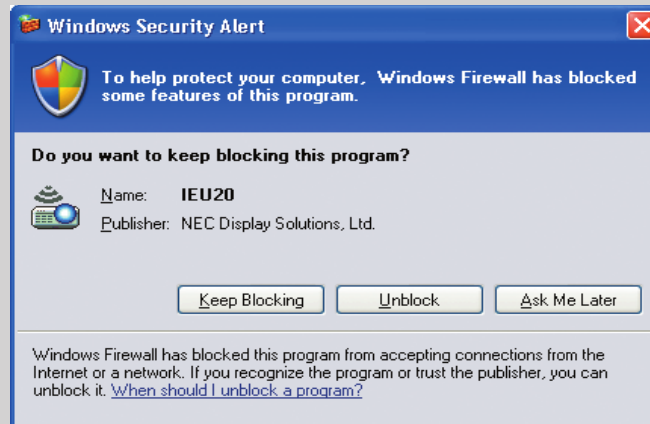 Windows Security Alert
To help protect your computer, Windows Firewall has blocked
some features of this program.
Do you want to keep blocking this program?
Name: IEU20
Publisher: NEC Display Solutions, Ltd.
Keep Blocking Unblock Ask Me Later
Windows Firewall has blocked this program from accepting connections from the
Internet or a network. If you recognize the program or trust the publisher, you can
unblock it. When should I unblock a program?